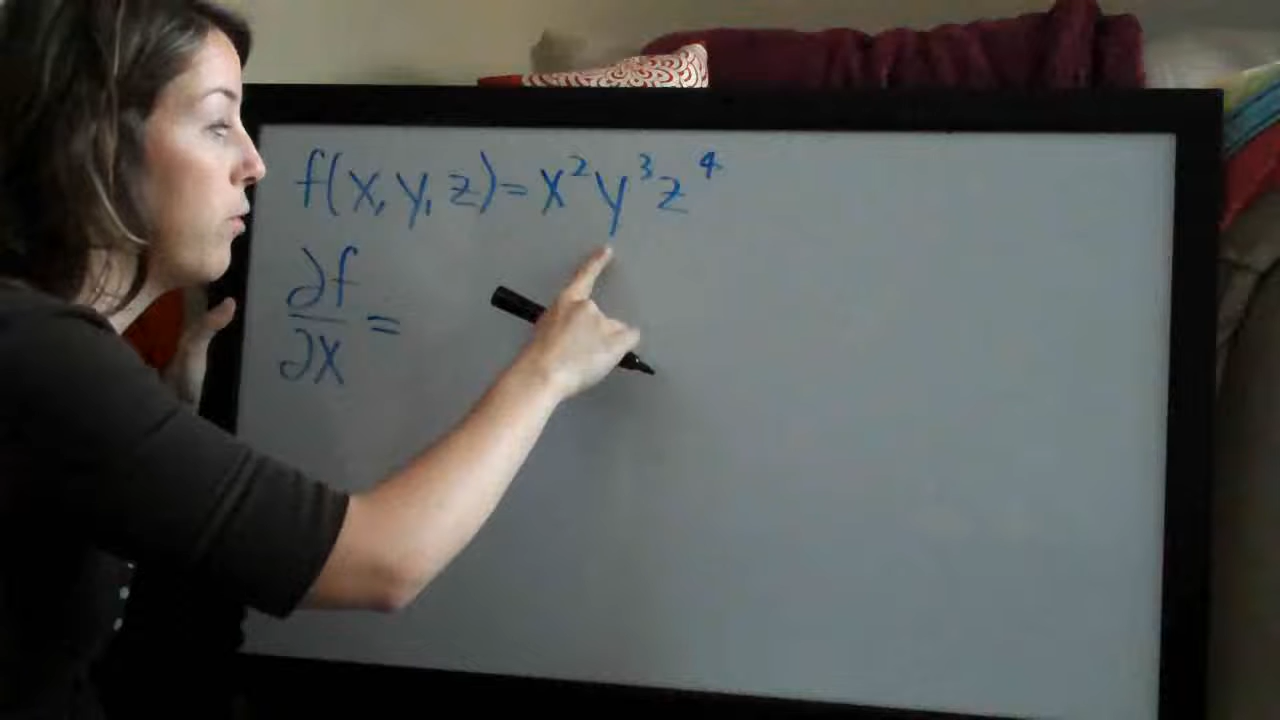 f(x,y,z)=x²y³z⁴
∂f/∂x =